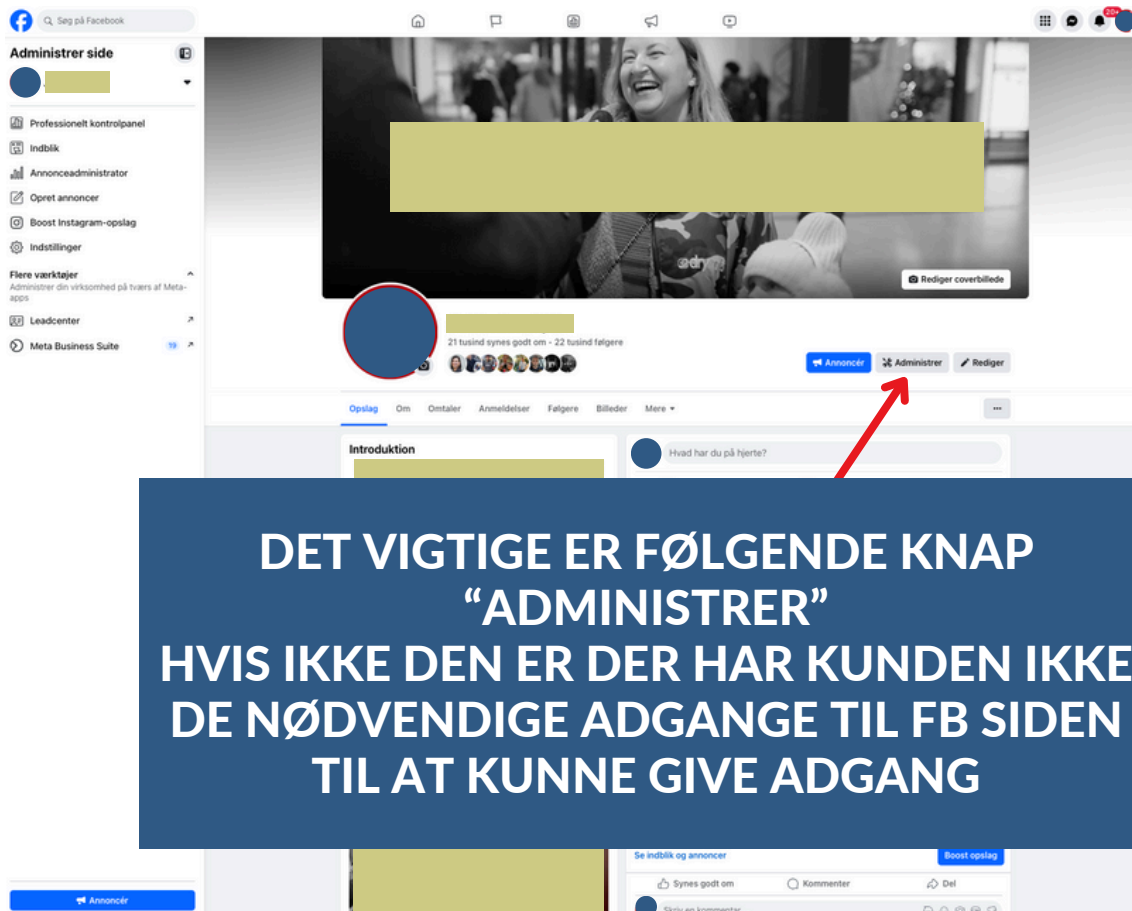 Søg på Facebook
20+
Administrer side
Professionelt kontrolpanel
Indblik
Annonceadministrator
Opret annoncer
Boost Instagram-opslag
Indstillinger
Flere værktøjer
Administrer din virksomhed på tværs af Meta-
apps
Leadcenter
Meta Business Suite
19
Annoncér
Rediger coverbillede
21 tusind synes godt om • 22 tusind følgere
Annoncér
Administrer
Rediger
Opslag
Om
Omtaler
Anmeldelser
Følgere
Billeder
Mere
Introduktion
Hvad har du på hjerte?
DET VIGTIGE ER FØLGENDE KNAP
“ADMINISTRER”
HVIS IKKE DEN ER DER HAR KUNDEN IKKE
DE NØDVENDIGE ADGANGE TIL FB SIDEN
TIL AT KUNNE GIVE ADGANG
Se indblik og annoncer
Boost opslag
Synes godt om
Kommenter
Del
Skriv en kommentar